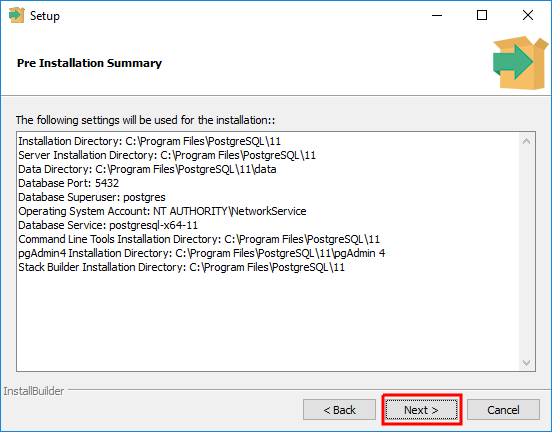 Setup
Pre Installation Summary
The following settings will be used for the installation::
Installation Directory: C:\Program Files\PostgreSQL\11
Server Installation Directory: C:\Program Files\PostgreSQL\11
Data Directory: C:\Program Files\PostgreSQL\11\data
Database Port: 5432
Database Superuser: postgres
Operating System Account: NT AUTHORITY\NetworkService
Database Service: postgresql-x64-11
Command Line Tools Installation Directory: C:\Program Files\PostgreSQL\11
pgAdmin4 Installation Directory: C:\Program Files\PostgreSQL\11\pgAdmin 4
Stack Builder Installation Directory: C:\Program Files\PostgreSQL\11
InstallBuilder
< Back Next > Cancel